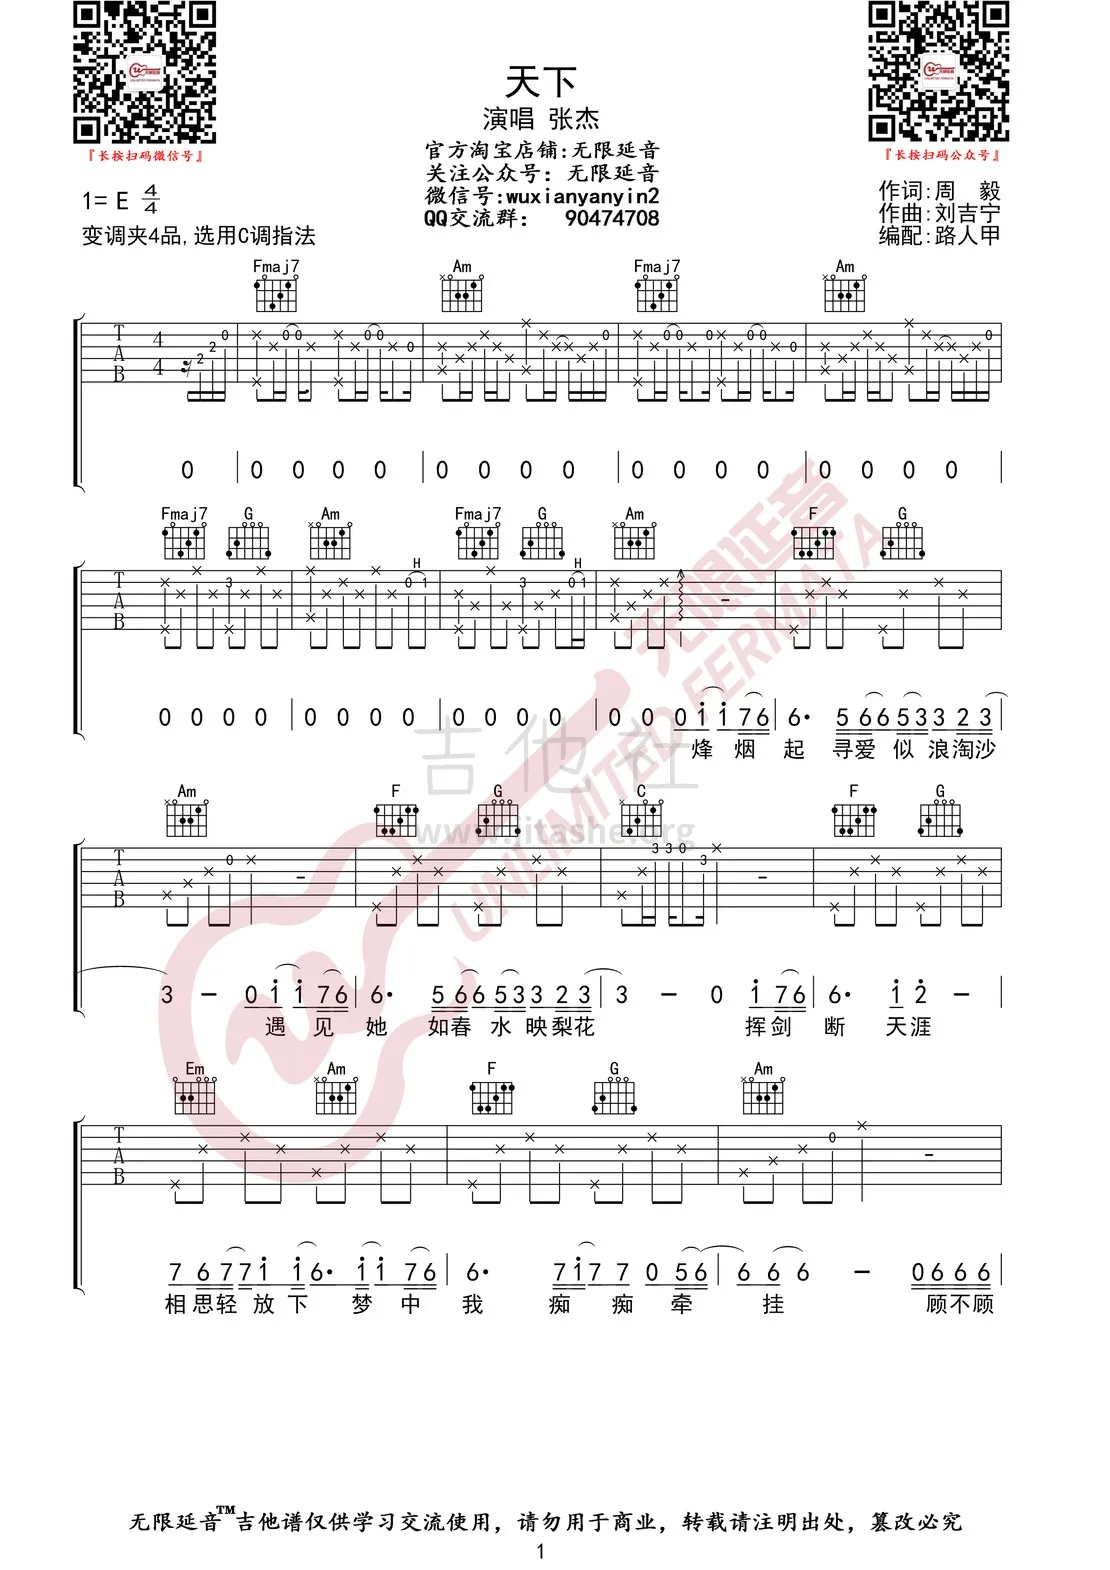 天下
演唱 张杰
官方淘宝店铺:无限延音
关注公众号：无限延音
微信号:wuxianyanyin2
QQ交流群： 90474708
『长按扫码微信号』
『长按扫码公众号』
1= E 4/4
变调夹4品,选用C调指法
作词:周 毅
作曲:刘吉宁
编配:路人甲
Fmaj7 Am Fmaj7 Am
T A B 4 4 2 2 0
0 | 0 0 0 0 | 0 0 0 0 | 0 0 0 0 | 0 0 0 0
Fmaj7 G Am Fmaj7 G Am F G
H H
T A B
0 0 0 0 | 0 0 0 0 | 0 0 0 0 | 0 0 0 i i 7 6 | 6· 5 6 6 5 3 3 2 3
烽 烟 起 寻爱 似 浪淘沙
Am F G C F G
T A B
3 － 0 i i 7 6 | 6· 5 6 6 5 3 3 2 3 | 3 － 0 i 7 6 | 6· i 2 －
遇 见 她 如春 水 映梨花 挥剑 断 天涯
Em Am F G Am
T A B
7 6 7 7 i i 6· i i 7 6 | 6· 7 i 7 7 0 5 6 | 6 6 6 － 0 6 6 6
相思轻 放下 梦中 我 痴 痴 牵 挂 顾不顾
吉他社
www.jitashe.org
无限延音
UNLIMITED FERMATA
无限延音™吉他谱仅供学习交流使用，请勿用于商业，转载请注明出处，篡改必究
1